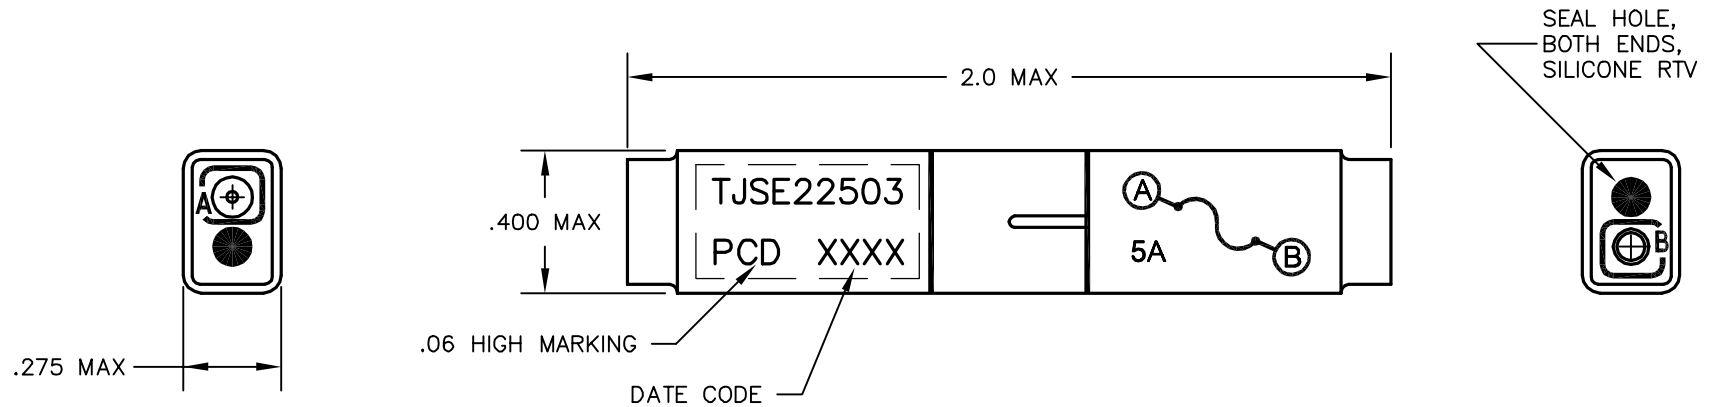 SEAL HOLE,
BOTH ENDS,
SILICONE RTV
2.0 MAX
A
.400 MAX
TJSE22503
PCD XXXX
A
5A
B
B
.06 HIGH MARKING
.275 MAX
DATE CODE